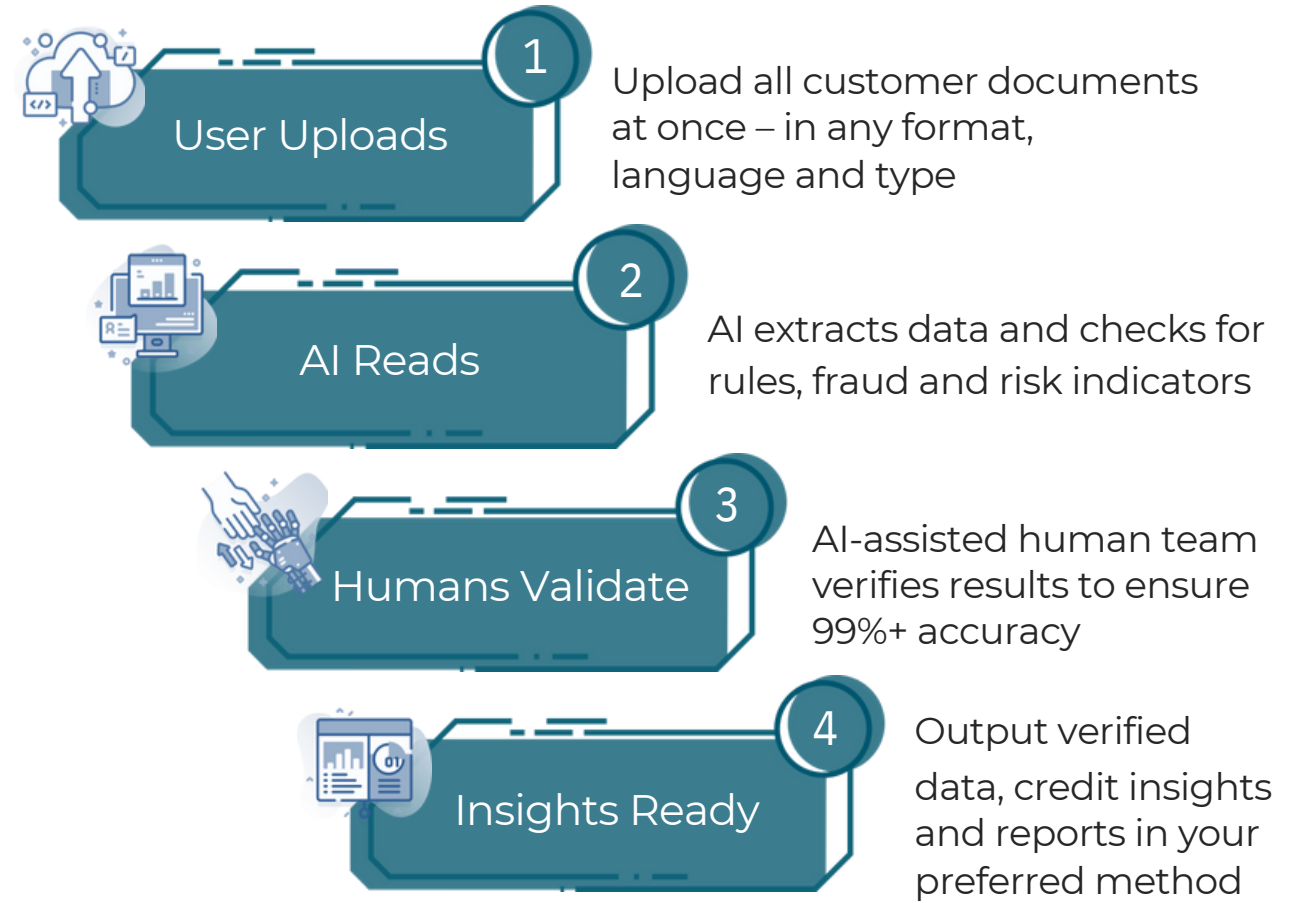 1
User Uploads
Upload all customer documents
at once – in any format,
language and type
2
AI Reads
AI extracts data and checks for
rules, fraud and risk indicators
3
Humans Validate
AI-assisted human team
verifies results to ensure
99%+ accuracy
4
01
Insights Ready
Output verified
data, credit insights
and reports in your
preferred method